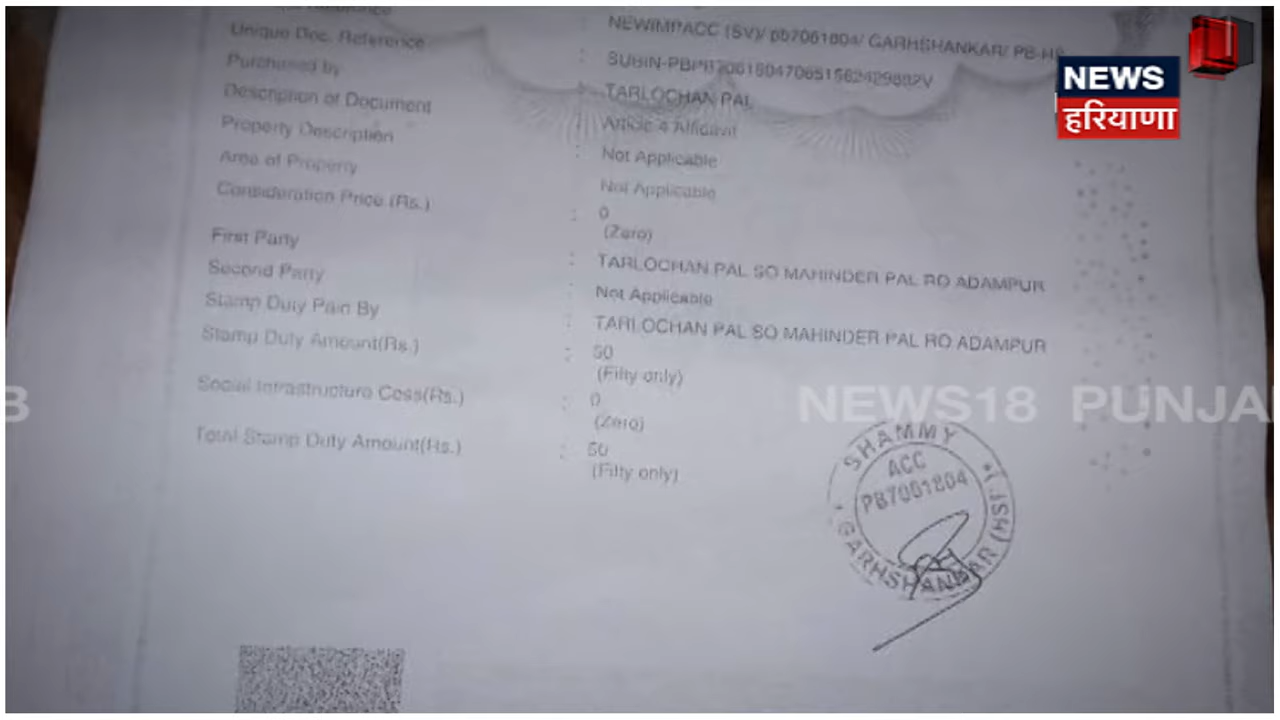 NEWIMPACC (SV)/ pb7061804/ GARHSHANKAR/ PB-HS
Unique Doc. Reference :
Purchased by : TARLOCHAN PAL
Description of Document : Article 4 Affidavit
Property Description : Not Applicable
Area of Property Not Applicable
Consideration Price (Rs.) : 0
(Zero)
First Party : TARLOCHAN PAL SO MAHINDER PAL RO ADAMPUR
Second Party : Not Applicable
Stamp Duty Paid By : TARLOCHAN PAL SO MAHINDER PAL RO ADAMPUR
Stamp Duty Amount(Rs.) : 50
(Fifty only)
Social Infrastructure Cess(Rs.) : 0
(Zero)
Total Stamp Duty Amount(Rs.) : 50
(Fifty only)
SHAMMY
ACC
PB7061804
GARHSHANKAR (HSP.)
NEWS
हरियाणा
B
NEWS18 PUNJA